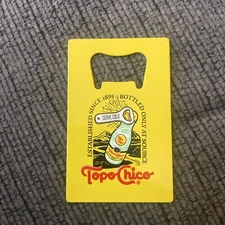 ESTABLISHED SINCE 1895 • BOTTLED ONLY AT SOURCE
SERVE COLD
Topo-Chico